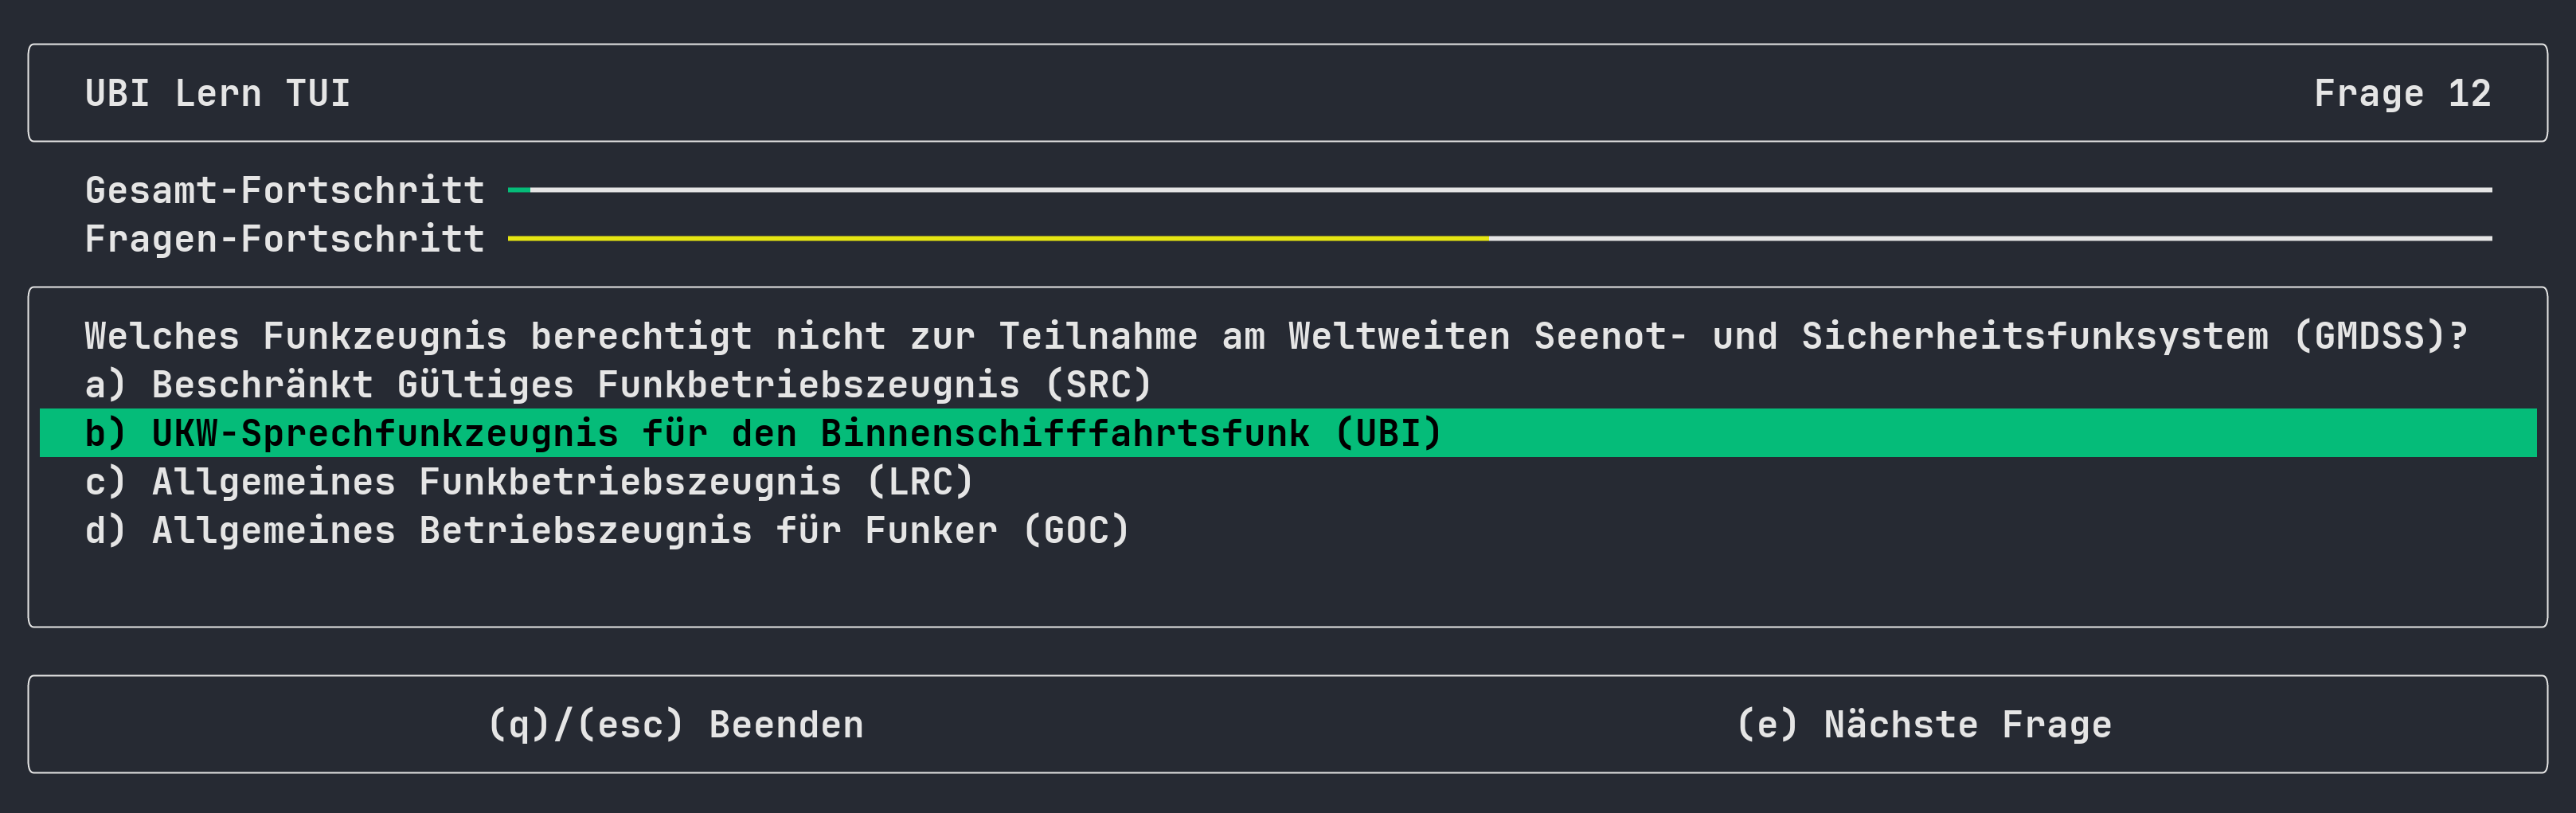 UBI Lern TUI Frage 12
Gesamt-Fortschritt
Fragen-Fortschritt
Welches Funkzeugnis berechtigt nicht zur Teilnahme am Weltweiten Seenot- und Sicherheitsfunksystem (GMDSS)?
a) Beschränkt Gültiges Funkbetriebszeugnis (SRC)
b) UKW-Sprechfunkzeugnis für den Binnenschifffahrtsfunk (UBI)
c) Allgemeines Funkbetriebszeugnis (LRC)
d) Allgemeines Betriebszeugnis für Funker (GOC)
(q)/(esc) Beenden (e) Nächste Frage